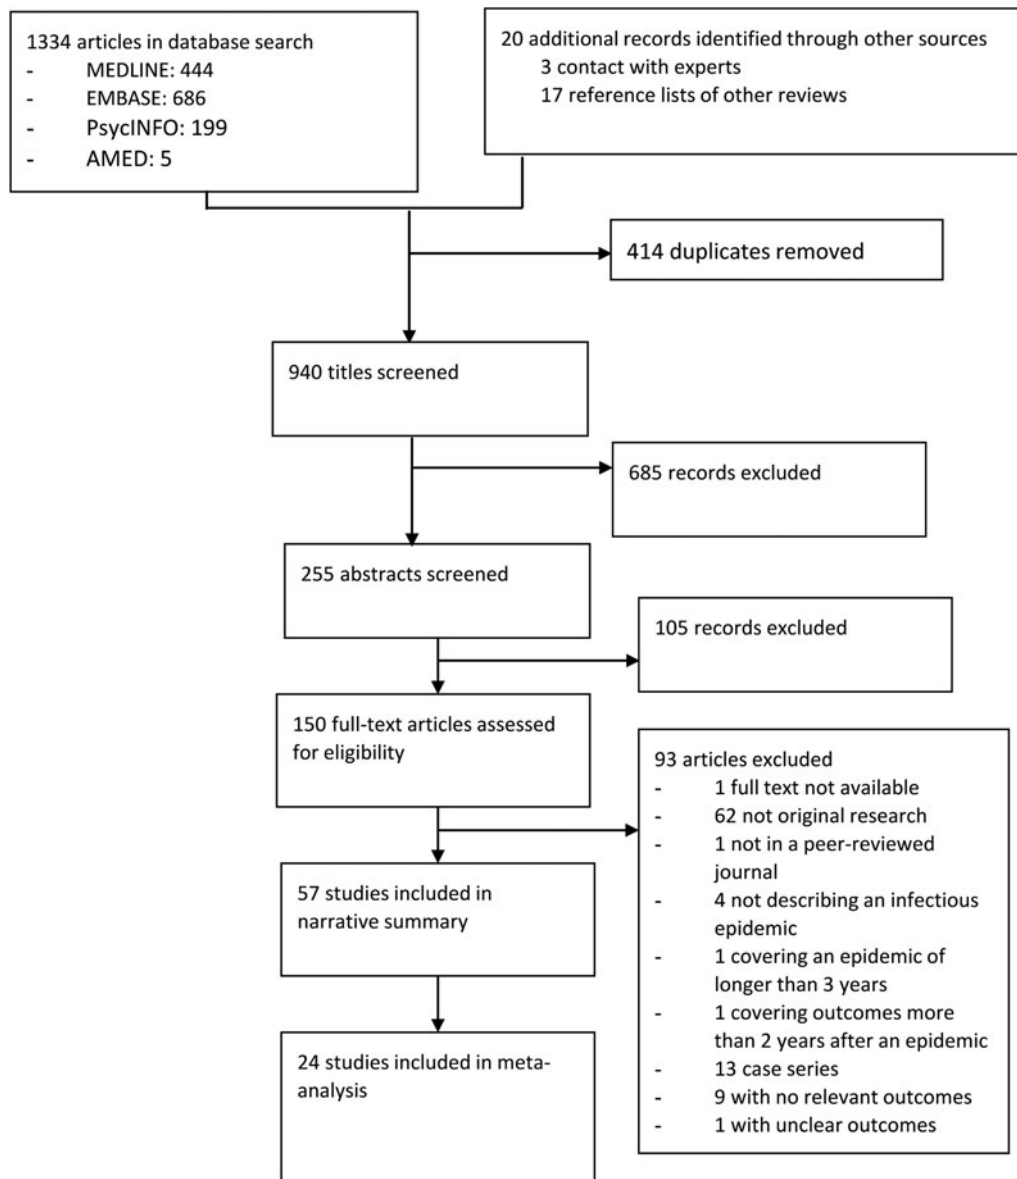 1334 articles in database search
- MEDLINE: 444
- EMBASE: 686
- PsycINFO: 199
- AMED: 5
20 additional records identified through other sources
3 contact with experts
17 reference lists of other reviews
414 duplicates removed
940 titles screened
685 records excluded
255 abstracts screened
105 records excluded
150 full-text articles assessed
for eligibility
93 articles excluded
- 1 full text not available
- 62 not original research
- 1 not in a peer-reviewed
journal
- 4 not describing an infectious
epidemic
- 1 covering an epidemic of
longer than 3 years
- 1 covering outcomes more
than 2 years after an epidemic
- 13 case series
- 9 with no relevant outcomes
- 1 with unclear outcomes
57 studies included in
narrative summary
24 studies included in meta-
analysis